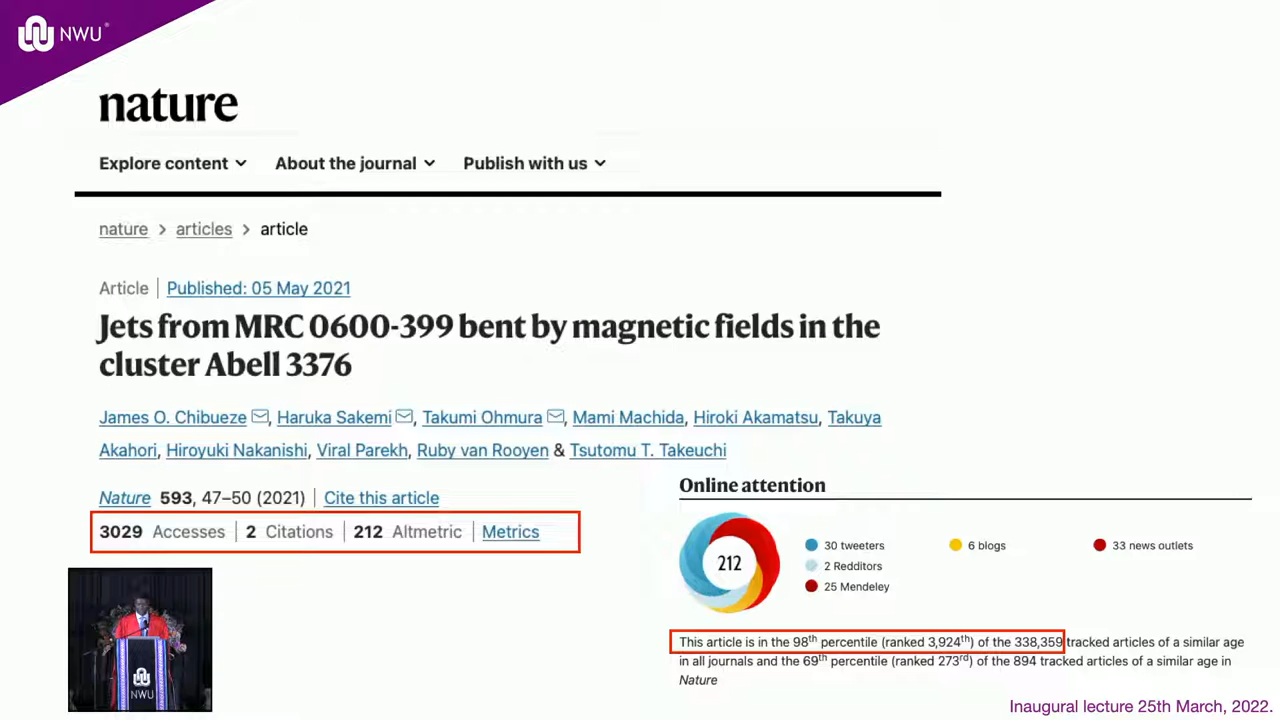 NWU®
nature
Explore content
About the journal
Publish with us
nature > articles > article
Article | Published: 05 May 2021
Jets from MRC 0600-399 bent by magnetic fields in the
cluster Abell 3376
James O. Chibueze, Haruka Sakemi, Takumi Ohmura, Mami Machida, Hiroki Akamatsu, Takuya
Akahori, Hiroyuki Nakanishi, Viral Parekh, Ruby van Rooyen & Tsutomu T. Takeuchi
Nature 593, 47–50 (2021) | Cite this article
3029 Accesses | 2 Citations | 212 Altmetric | Metrics
Online attention
212
30 tweeters
6 blogs
33 news outlets
2 Redditors
25 Mendeley
This article is in the 98th percentile (ranked 3,924th) of the 338,359 tracked articles of a similar age
in all journals and the 69th percentile (ranked 273rd) of the 894 tracked articles of a similar age in
Nature
NWU
Inaugural lecture 25th March, 2022.